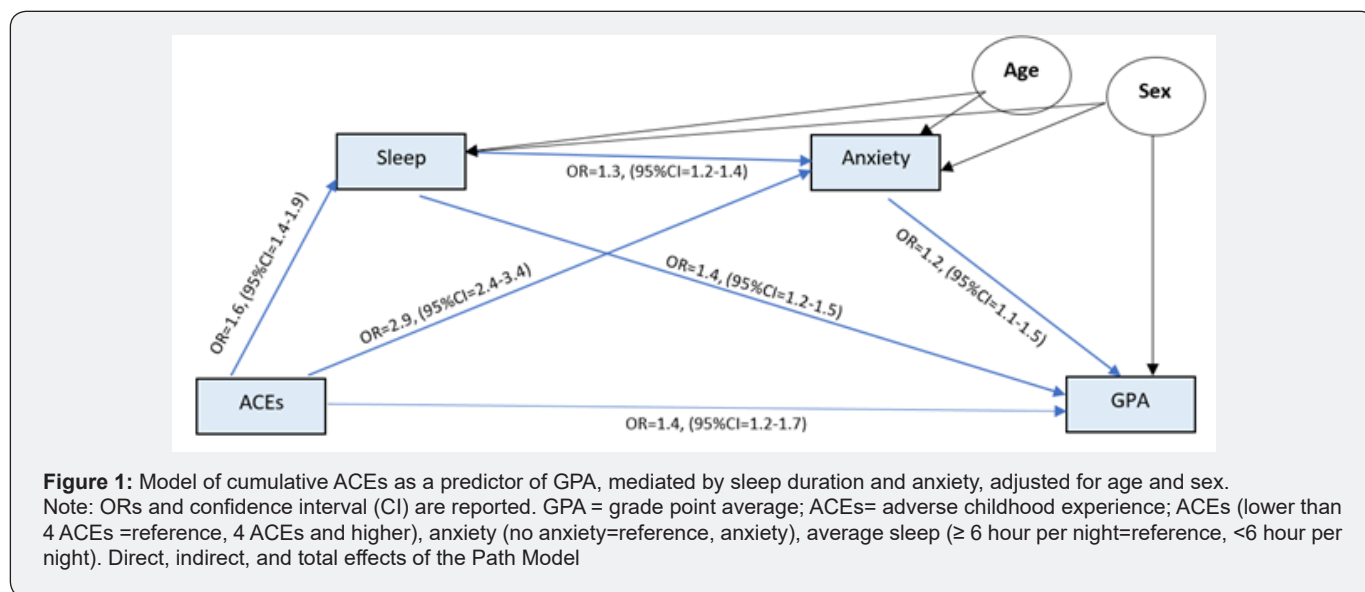 Age
Sex
Sleep
Anxiety
OR=1.3, (95%CI=1.2-1.4)
OR=1.6, (95%CI=1.4-1.9)
OR=2.9, (95%CI=2.4-3.4)
OR=1.4, (95%CI=1.2-1.5)
OR=1.2, (95%CI=1.1-1.5)
ACEs
GPA
OR=1.4, (95%CI=1.2-1.7)
Figure 1: Model of cumulative ACEs as a predictor of GPA, mediated by sleep duration and anxiety, adjusted for age and sex.
Note: ORs and confidence interval (CI) are reported. GPA = grade point average; ACEs= adverse childhood experience; ACEs (lower than
4 ACEs =reference, 4 ACEs and higher), anxiety (no anxiety=reference, anxiety), average sleep (≥ 6 hour per night=reference, <6 hour per
night). Direct, indirect, and total effects of the Path Model